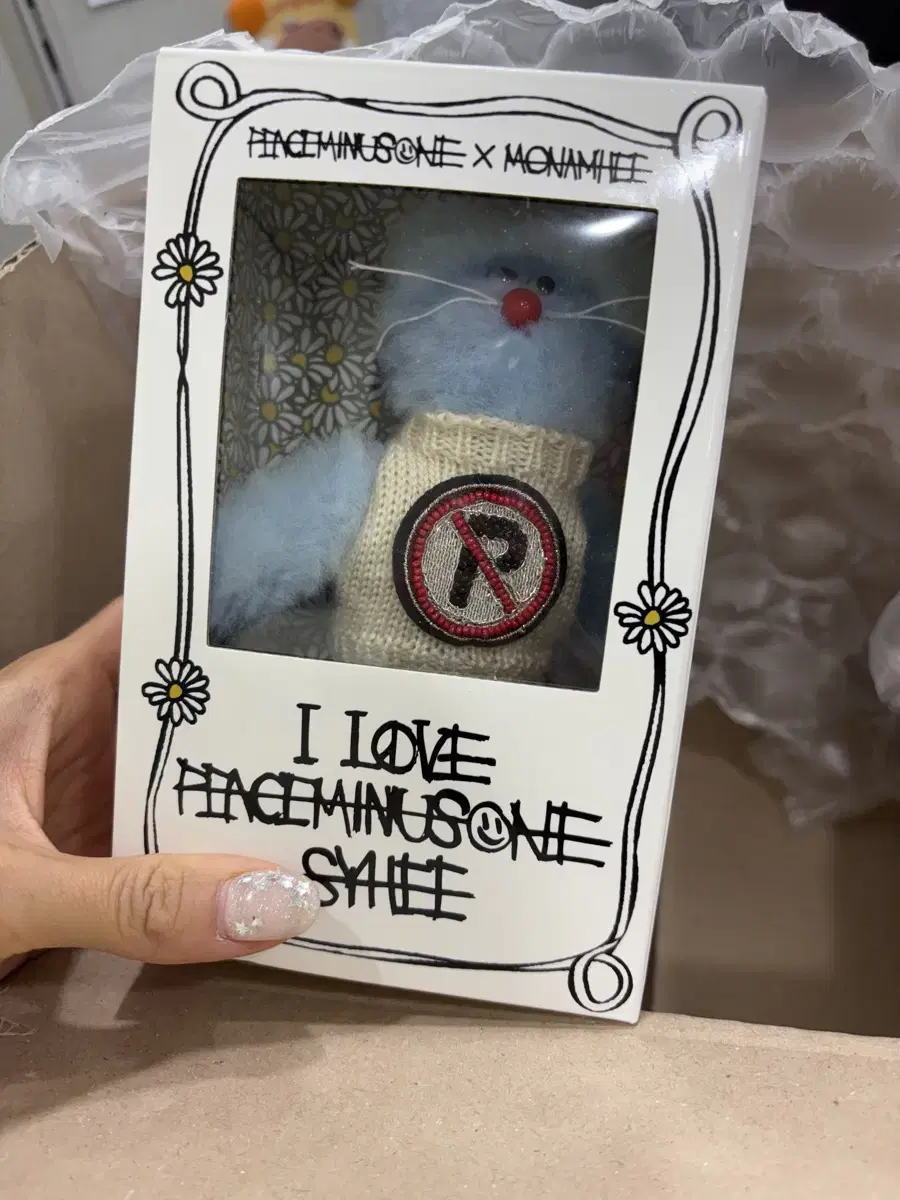 PEACEMINUSONE X MONAMHEE
P
I LOVE
PEACEMINUSONE
SYHEE